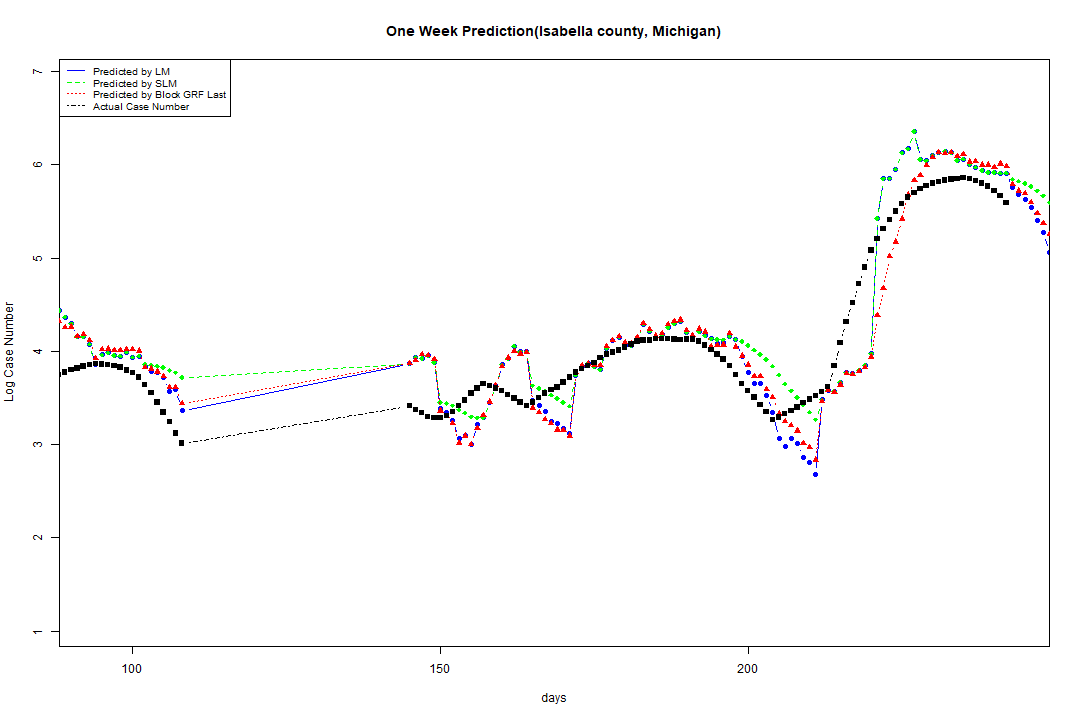 One Week Prediction(Isabella county, Michigan)
Predicted by LM
Predicted by SLM
Predicted by Block GRF Last
Actual Case Number
7
6
5
4
3
2
1
Log Case Number
100
150
200
days